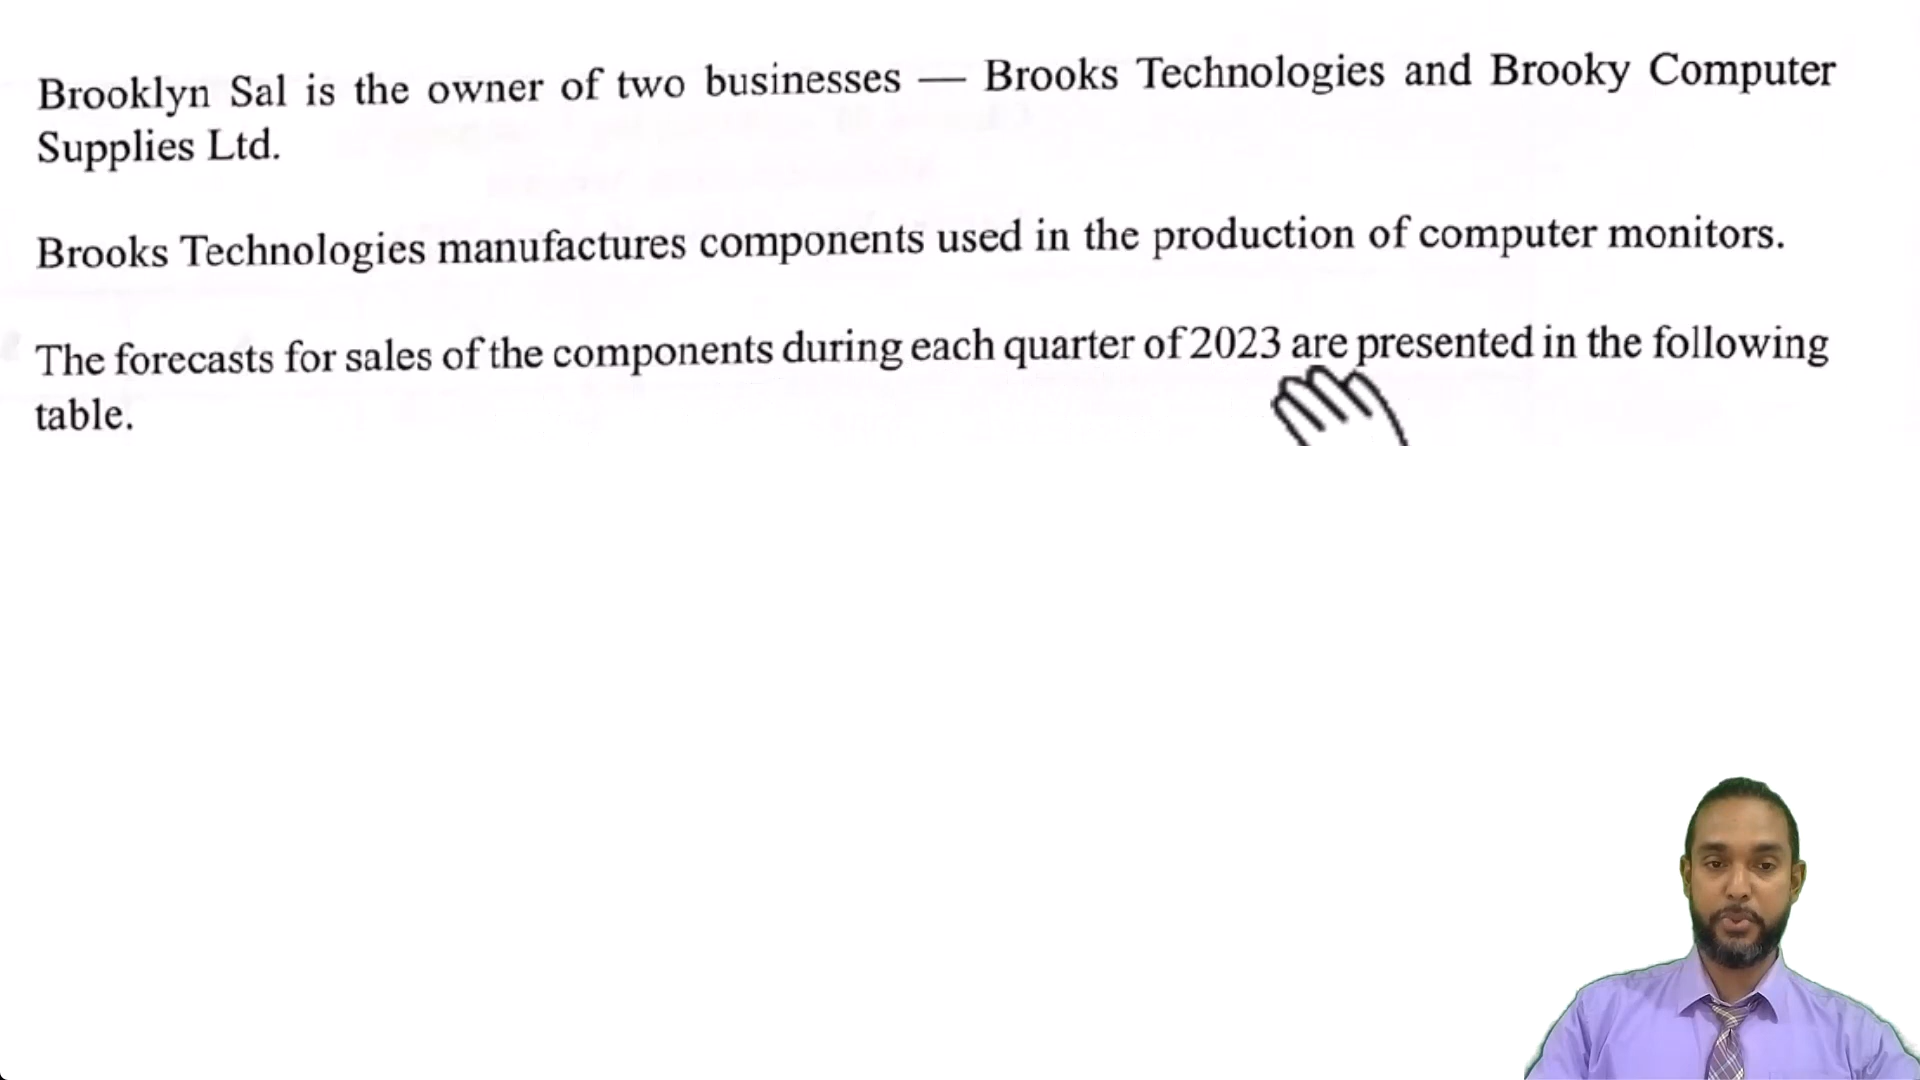 Brooklyn Sal is the owner of two businesses — Brooks Technologies and Brooky Computer
Supplies Ltd.
Brooks Technologies manufactures components used in the production of computer monitors.
The forecasts for sales of the components during each quarter of 2023 are presented in the following
table.